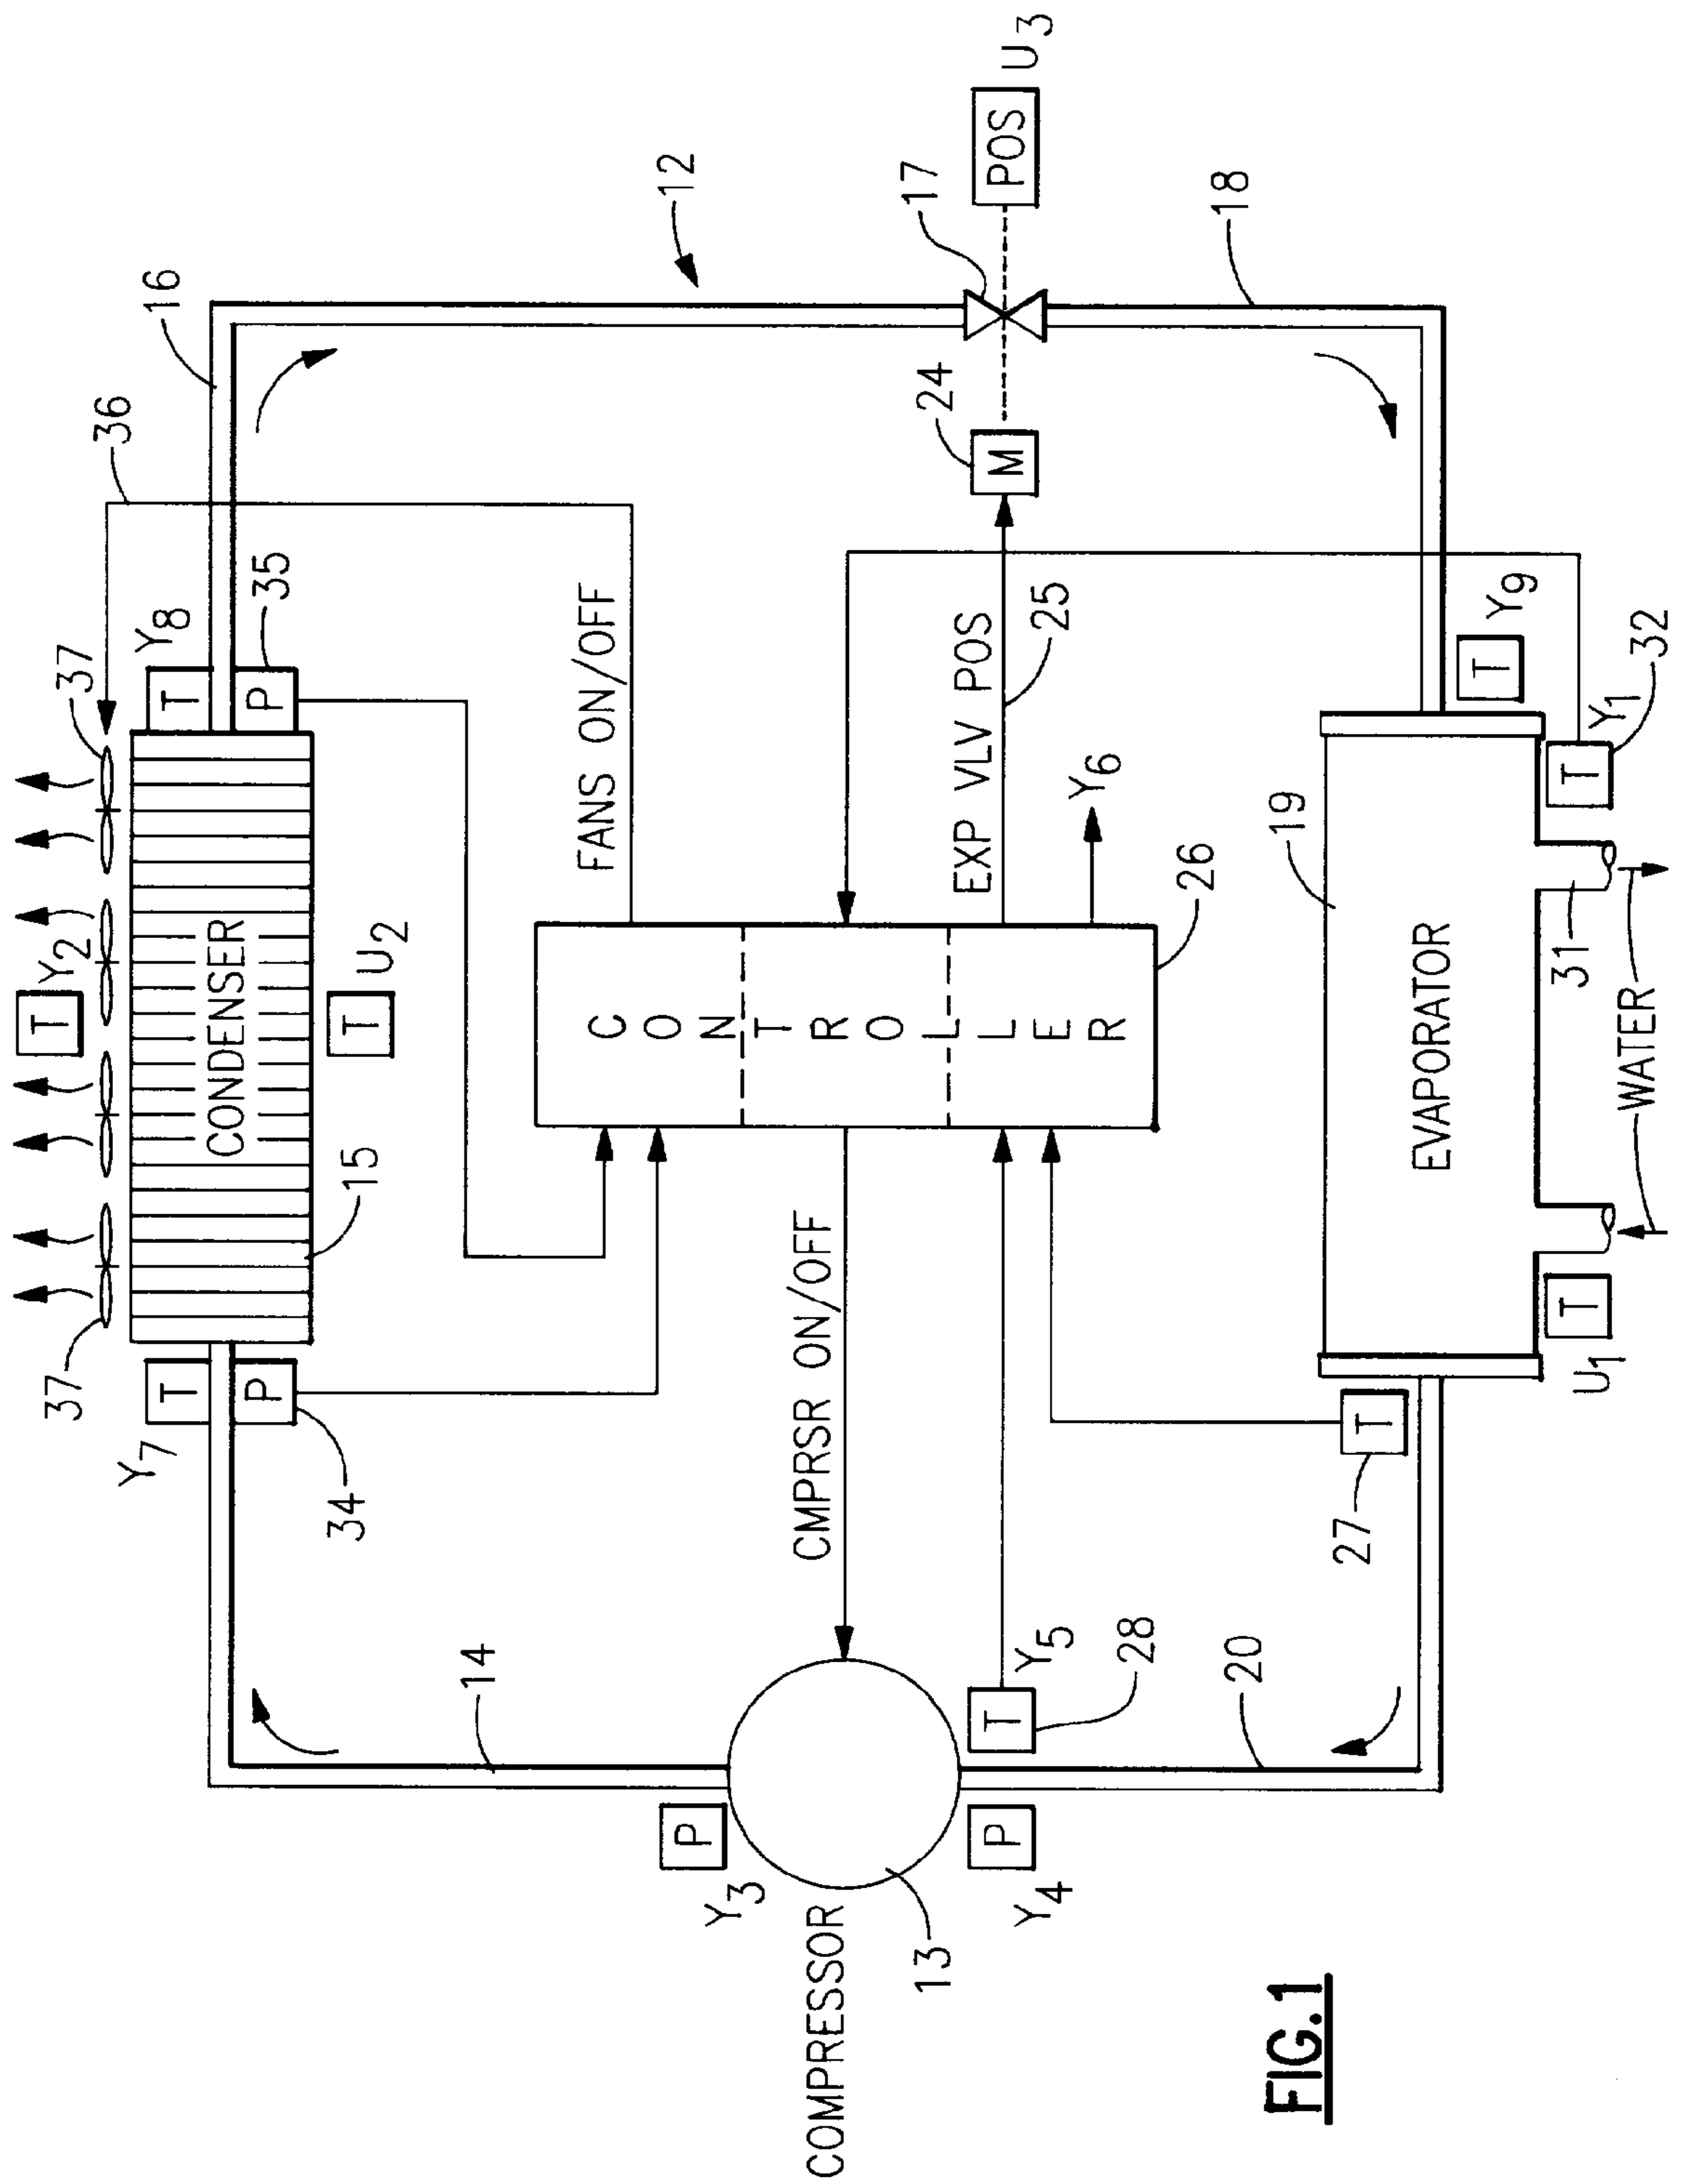 T
Y2
37
37
36
16
Y7
T
P
34
CONDENSER
15
T
U2
T
Y8
P
35
14
FANS ON/OFF
12
P
Y3
COMPRESSOR
13
CMPRSR ON/OFF
CONTROLLER
26
EXP VLV POS
25
M
24
17
POS
U3
P
Y4
T
Y5
28
Y6
20
18
27
T
EVAPORATOR
19
T
Y9
T
U1
31
T
Y1
32
WATER
FIG.1